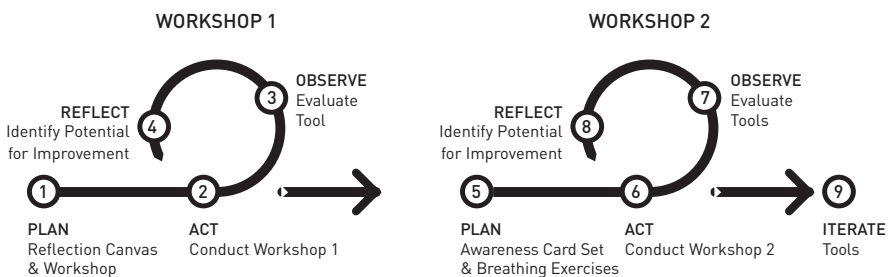 WORKSHOP 1
3
OBSERVE
Evaluate
Tool
4
REFLECT
Identify Potential
for Improvement
1
2
PLAN
Reflection Canvas
& Workshop
ACT
Conduct Workshop 1
WORKSHOP 2
7
OBSERVE
Evaluate
Tools
8
REFLECT
Identify Potential
for Improvement
5
6
9
PLAN
Awareness Card Set
& Breathing Exercises
ACT
Conduct Workshop 2
ITERATE
Tools